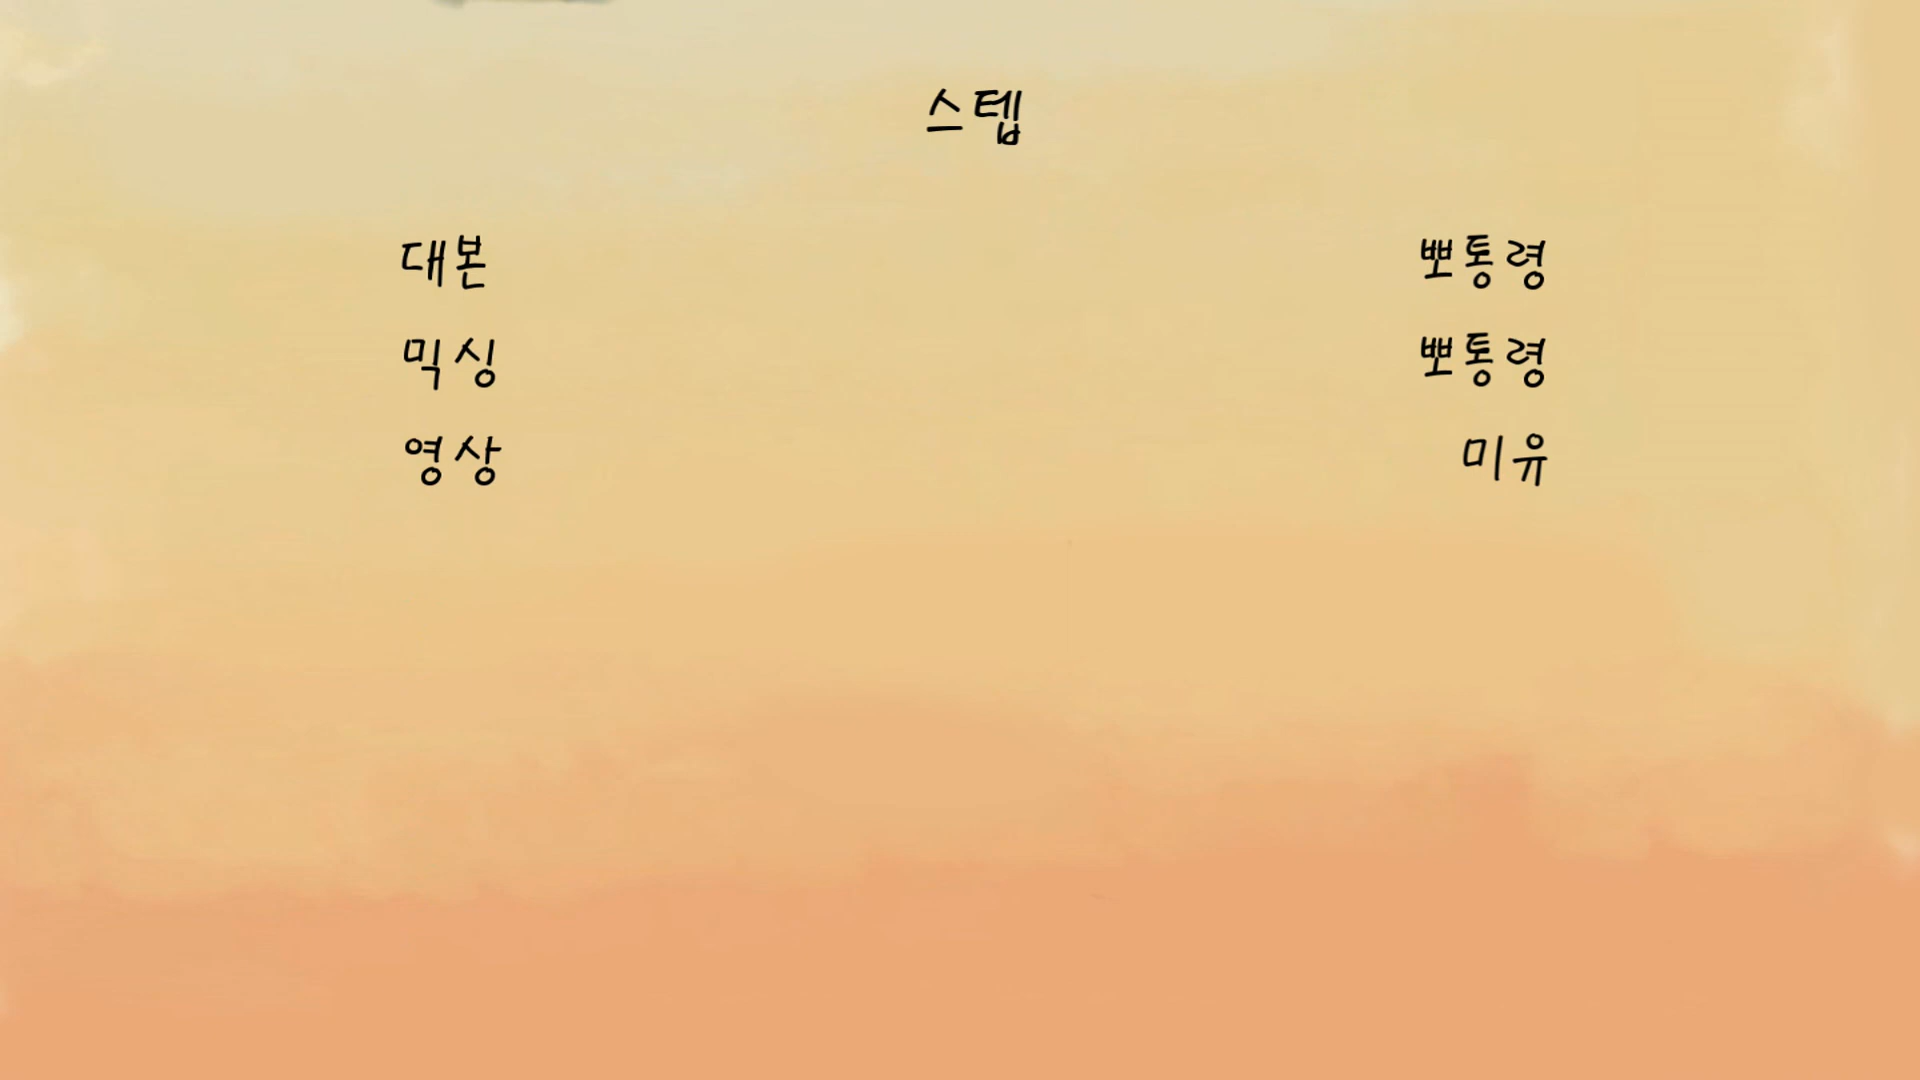 스텝
대본 뽀통령
믹싱 뽀통령
영상 미유